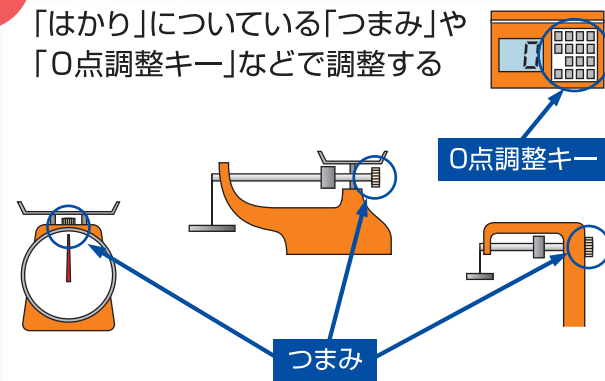 「はかり」についている「つまみ」や
「0点調整キー」などで調整する
0
0点調整キー
つまみ